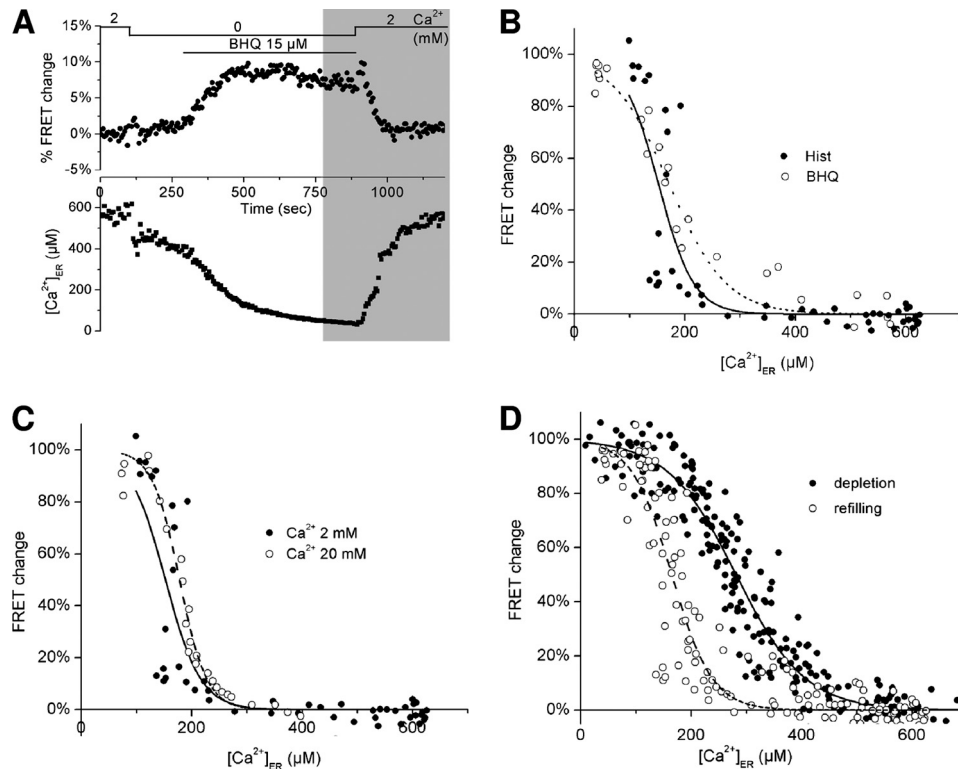 A
2
0
2
Ca²⁺
(mM)
BHQ 15 µM
15%
10%
5%
0%
-5%
% FRET change
0
250
500
750
1000
Time (sec)
600
400
200
0
[Ca²⁺]ER (µM)
B
100%
80%
60%
40%
20%
0%
FRET change
Hist
BHQ
0
200
400
600
[Ca²⁺]ER (µM)
C
100%
80%
60%
40%
20%
0%
FRET change
Ca²⁺ 2 mM
Ca²⁺ 20 mM
0
200
400
600
[Ca²⁺]ER (µM)
D
100%
80%
60%
40%
20%
0%
FRET change
depletion
refilling
0
200
400
600
[Ca²⁺]ER (µM)